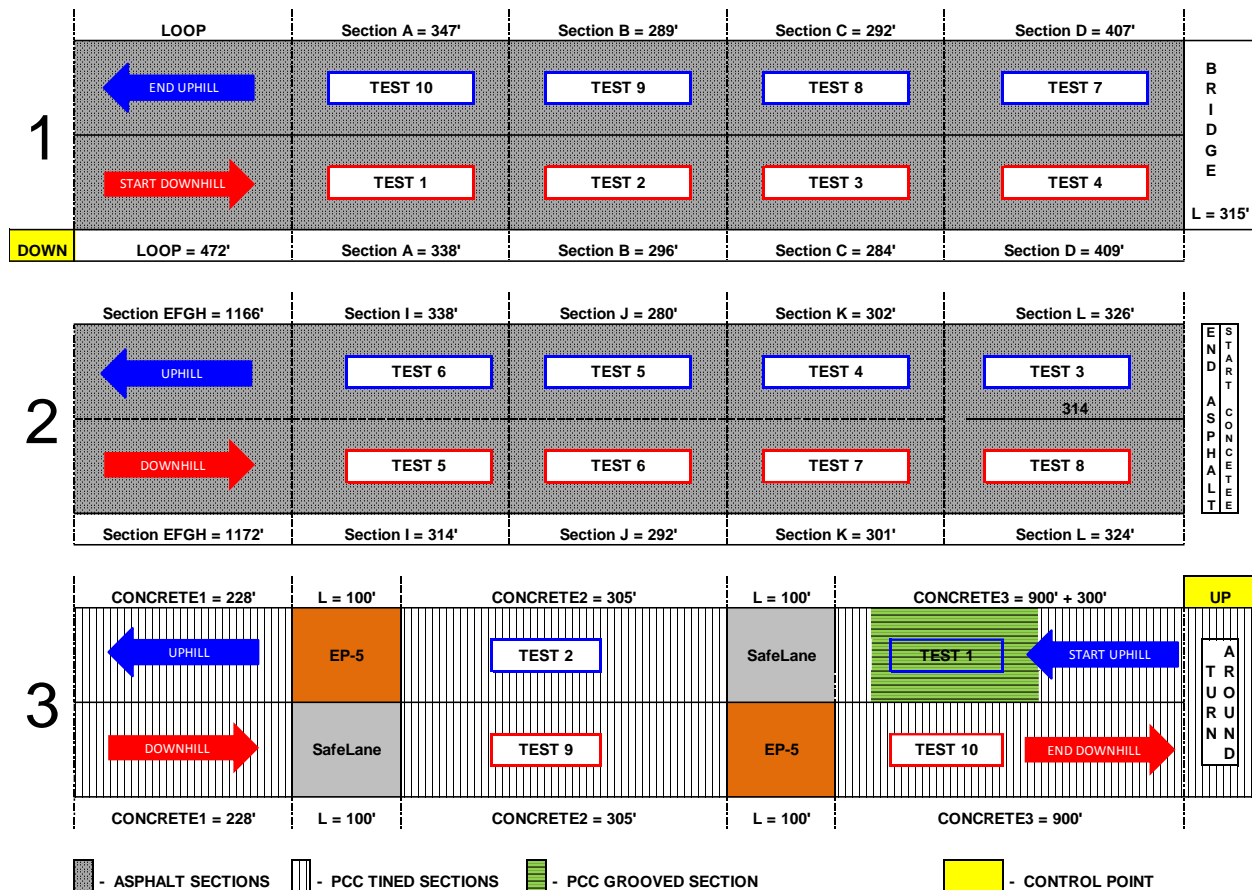 LOOP Section A = 347' Section B = 289' Section C = 292' Section D = 407'
1
END UPHILL TEST 10 TEST 9 TEST 8 TEST 7
START DOWNHILL TEST 1 TEST 2 TEST 3 TEST 4
BRIDGE
L = 315'
DOWN LOOP = 472' Section A = 338' Section B = 296' Section C = 284' Section D = 409'
Section EFGH = 1166' Section I = 338' Section J = 280' Section K = 302' Section L = 326'
2
UPHILL TEST 6 TEST 5 TEST 4 TEST 3
314
DOWNHILL TEST 5 TEST 6 TEST 7 TEST 8
END ASPHALT
START CONCETEE
Section EFGH = 1172' Section I = 314' Section J = 292' Section K = 301' Section L = 324'
CONCRETE1 = 228' L = 100' CONCRETE2 = 305' L = 100' CONCRETE3 = 900' + 300' UP
3
UPHILL EP-5 TEST 2 SafeLane TEST 1 START UPHILL
DOWNHILL SafeLane TEST 9 EP-5 TEST 10 END DOWNHILL
TURN
AROUND
CONCRETE1 = 228' L = 100' CONCRETE2 = 305' L = 100' CONCRETE3 = 900'
- ASPHALT SECTIONS - PCC TINED SECTIONS - PCC GROOVED SECTION - CONTROL POINT